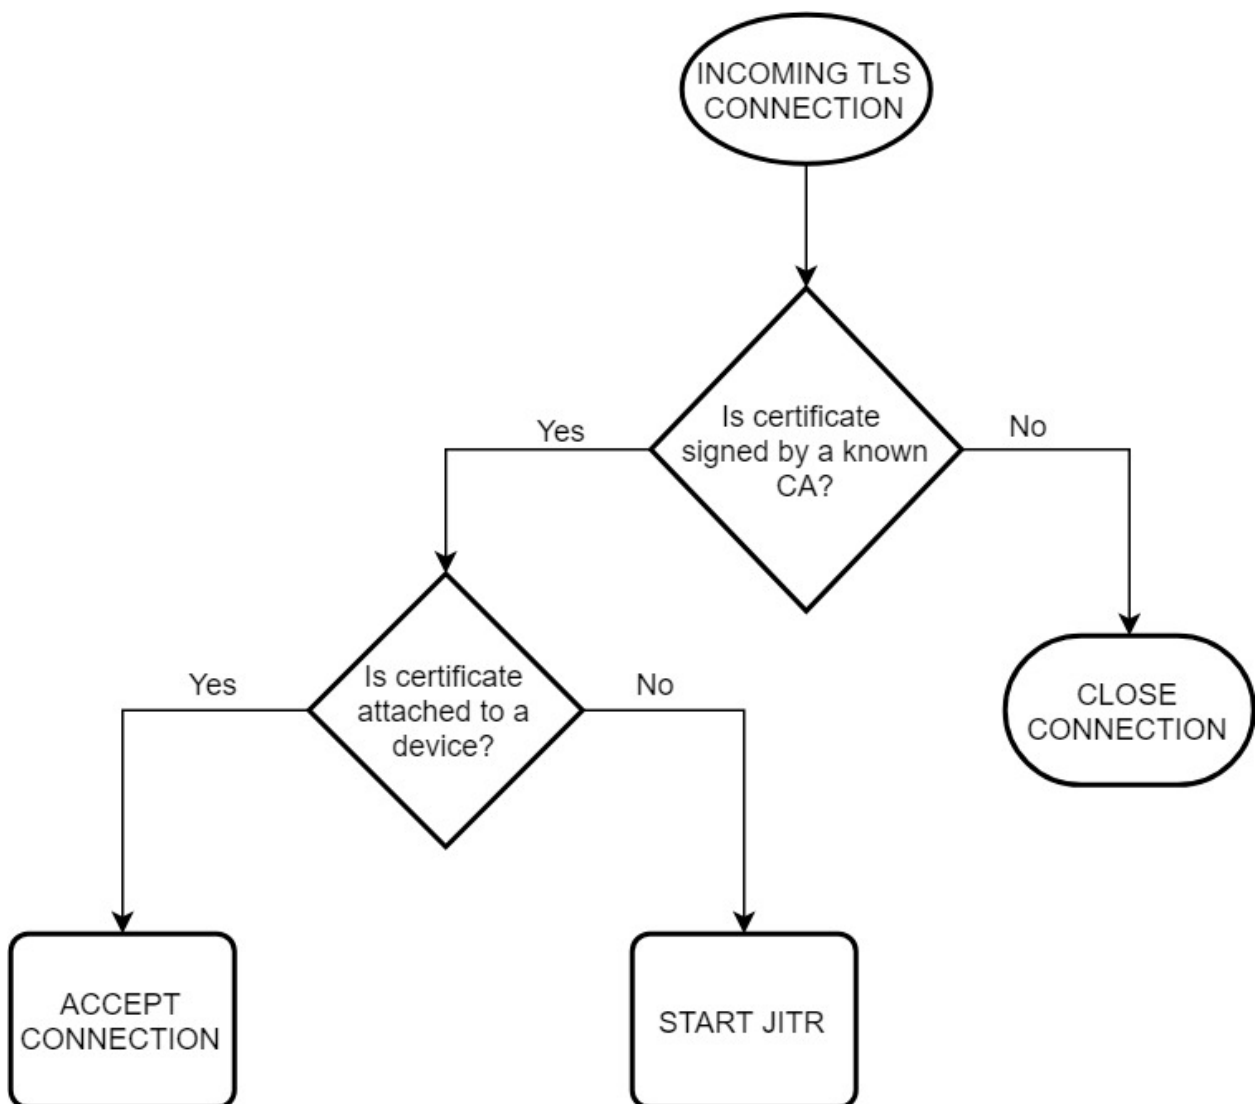 INCOMING TLS
CONNECTION
Is certificate
signed by a known
CA?
Yes
No
Is certificate
attached to a
device?
Yes
No
CLOSE
CONNECTION
ACCEPT
CONNECTION
START JITR